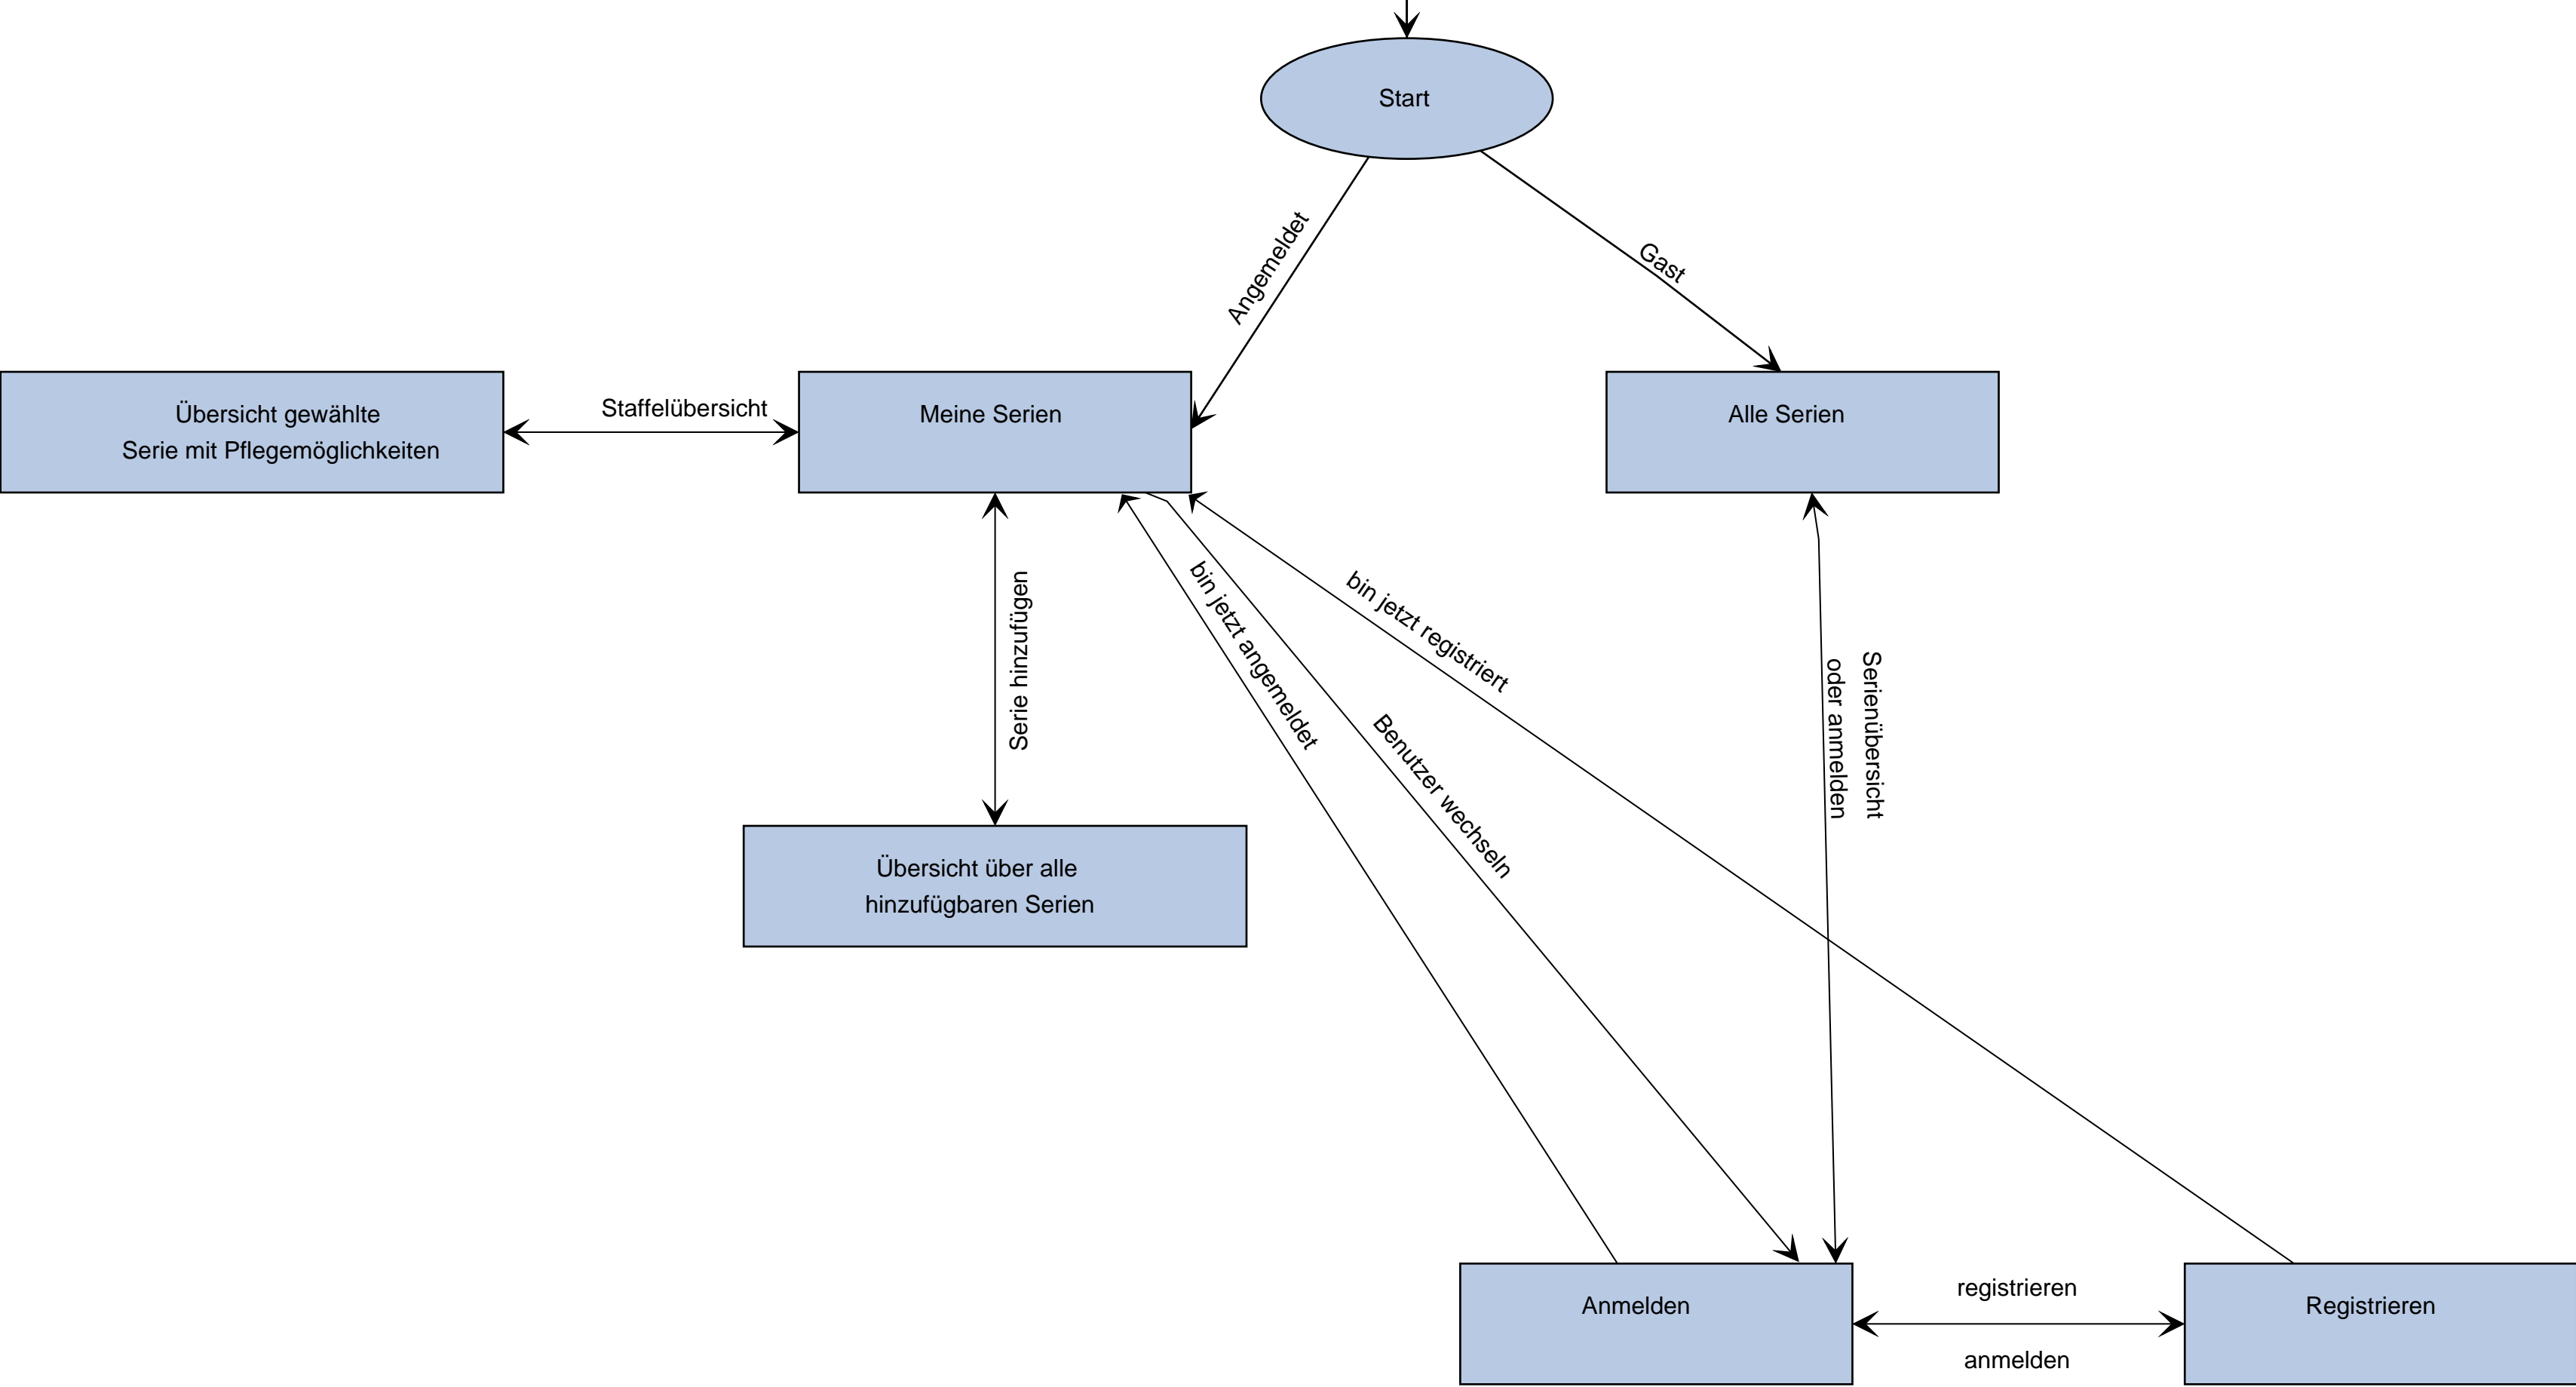 Start
Angemeldet
Gast
Übersicht gewählte
Serie mit Pflegemöglichkeiten
Staffelübersicht
Meine Serien
Alle Serien
Serie hinzufügen
bin jetzt angemeldet
Benutzer wechseln
bin jetzt registriert
Serienübersicht
oder anmelden
Übersicht über alle
hinzufügbaren Serien
Anmelden
registrieren
anmelden
Registrieren